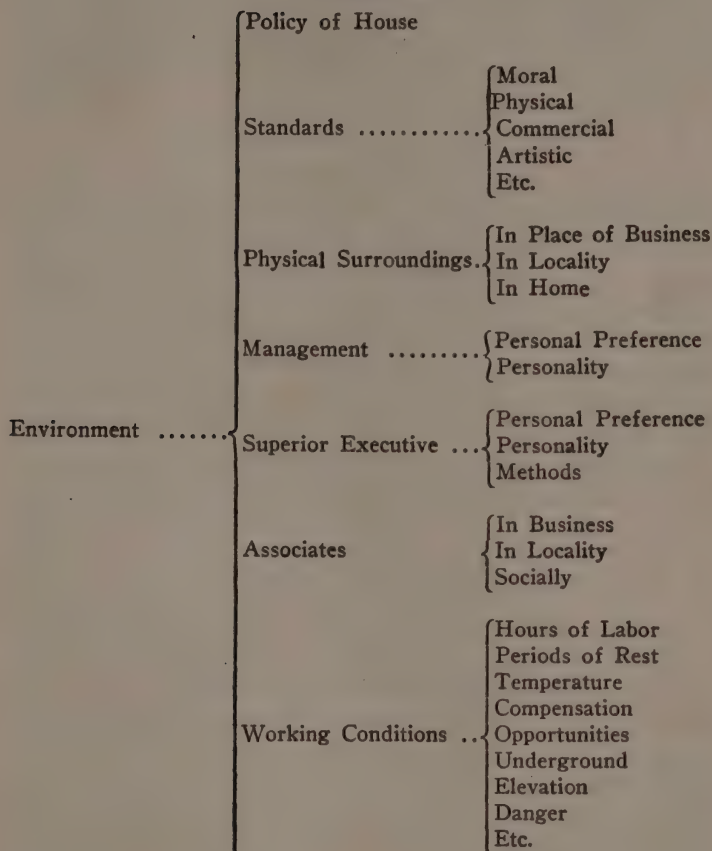 Policy of House
Moral
Physical
Standards ............ Commercial
Artistic
Etc.
In Place of Business
Physical Surroundings. In Locality
In Home
Management ......... Personal Preference
Personality
Environment .......
Personal Preference
Superior Executive ... Personality
Methods
In Business
Associates In Locality
Socially
Hours of Labor
Periods of Rest
Temperature
Compensation
Working Conditions .. Opportunities
Underground
Elevation
Danger
Etc.